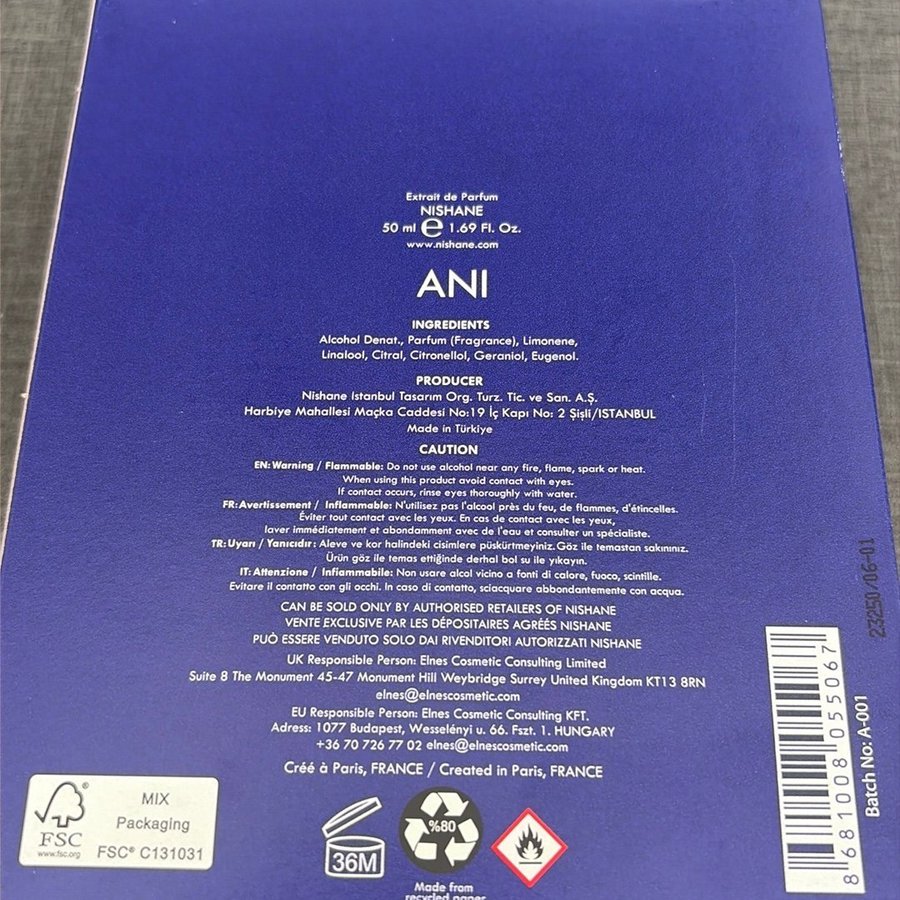 Extrait de Parfum
NISHANE
50 ml e 1.69 Fl. Oz.
www.nishane.com
ANI
INGREDIENTS
Alcohol Denat., Parfum (Fragrance), Limonene,
Linalool, Citral, Citronellol, Geraniol, Eugenol.
PRODUCER
Nishane Istanbul Tasarım Org. Turz. Tic. ve San. A.Ş.
Harbiye Mahallesi Maçka Caddesi No:19 İç Kapı No: 2 Şişli/ISTANBUL
Made in Türkiye
CAUTION
EN: Warning / Flammable: Do not use alcohol near any fire, flame, spark or heat.
When using this product avoid contact with eyes.
If contact occurs, rinse eyes thoroughly with water.
FR: Avertissement / Inflammable: N'utilisez pas l'alcool près du feu, de flammes, d'étincelles.
Éviter tout contact avec les yeux. En cas de contact avec les yeux,
laver immédiatement et abondamment avec de l'eau et consulter un spécialiste.
TR: Uyarı / Yanıcıdır: Aleve ve kor halindeki cisimlere püskürtmeyiniz. Göz ile temastan sakınınız.
Ürün göz ile temas ettiğinde derhal bol su ile yıkayın.
IT: Attenzione / Infiammabile: Non usare alcol vicino a fonti di calore, fuoco, scintille.
Evitare il contatto con gli occhi. In caso di contatto, sciacquare abbondantemente con acqua.
CAN BE SOLD ONLY BY AUTHORISED RETAILERS OF NISHANE
VENTE EXCLUSIVE PAR LES DÉPOSITAIRES AGRÉÉS NISHANE
PUÒ ESSERE VENDUTO SOLO DAI RIVENDITORI AUTORIZZATI NISHANE
UK Responsible Person: Elnes Cosmetic Consulting Limited
Suite 8 The Monument 45-47 Monument Hill Weybridge Surrey United Kingdom KT13 8RN
elnes@elnescosmetic.com
EU Responsible Person: Elnes Cosmetic Consulting KFT.
Adress: 1077 Budapest, Wesselényi u. 66. Fszt. 1. HUNGARY
+36 70 726 77 02 elnes@elnescosmetic.com
Créé à Paris, FRANCE / Created in Paris, FRANCE
FSC
www.fsc.org
MIX
Packaging
FSC® C131031
36M
%80
Made from
recycled paper
8681008055067
Batch No: A-001
23250/06-01